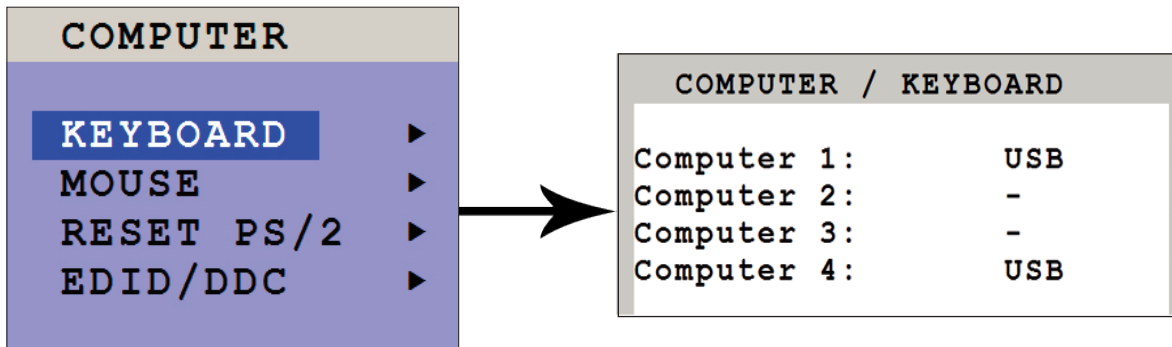 COMPUTER
KEYBOARD ►
MOUSE ►
RESET PS/2 ►
EDID/DDC ►
COMPUTER / KEYBOARD
Computer 1: USB
Computer 2: -
Computer 3: -
Computer 4: USB